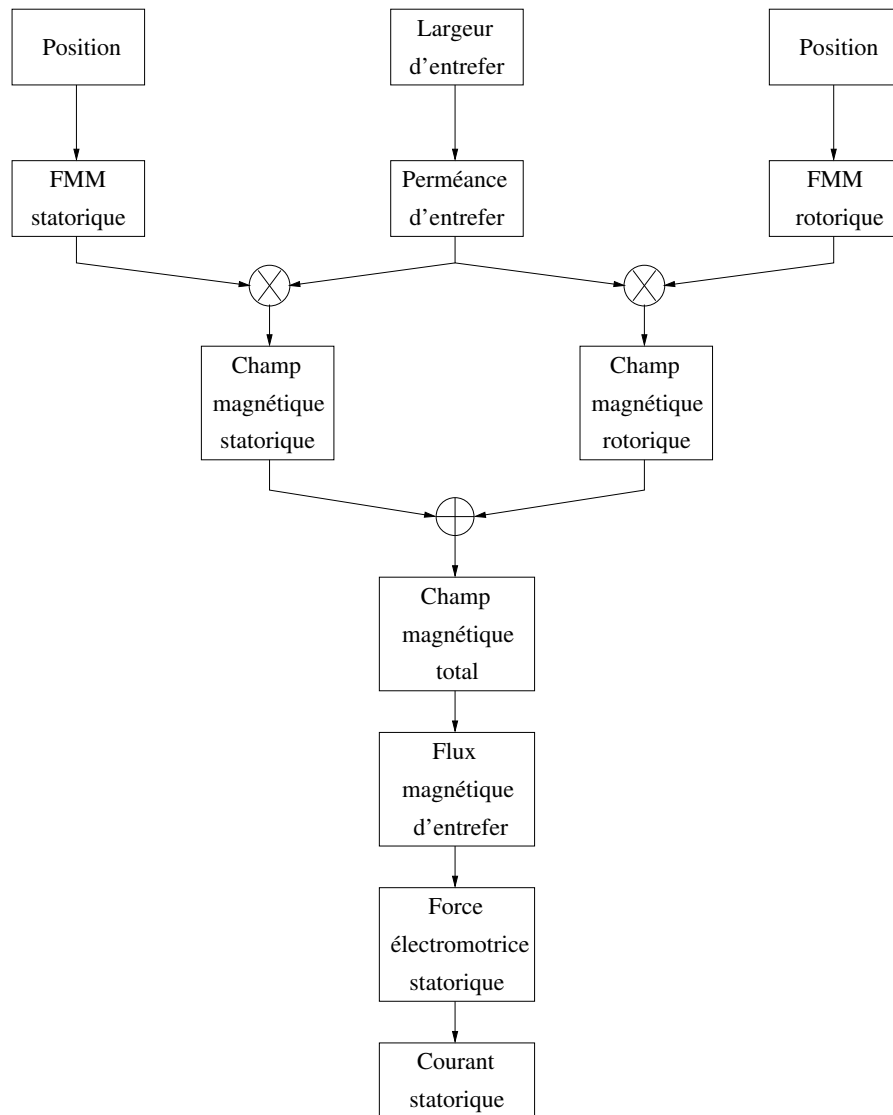 Position
Largeur
d'entrefer
Position
FMM
statorique
Perméance
d'entrefer
FMM
rotorique
Champ
magnétique
statorique
Champ
magnétique
rotorique
Champ
magnétique
total
Flux
magnétique
d'entrefer
Force
électromotrice
statorique
Courant
statorique